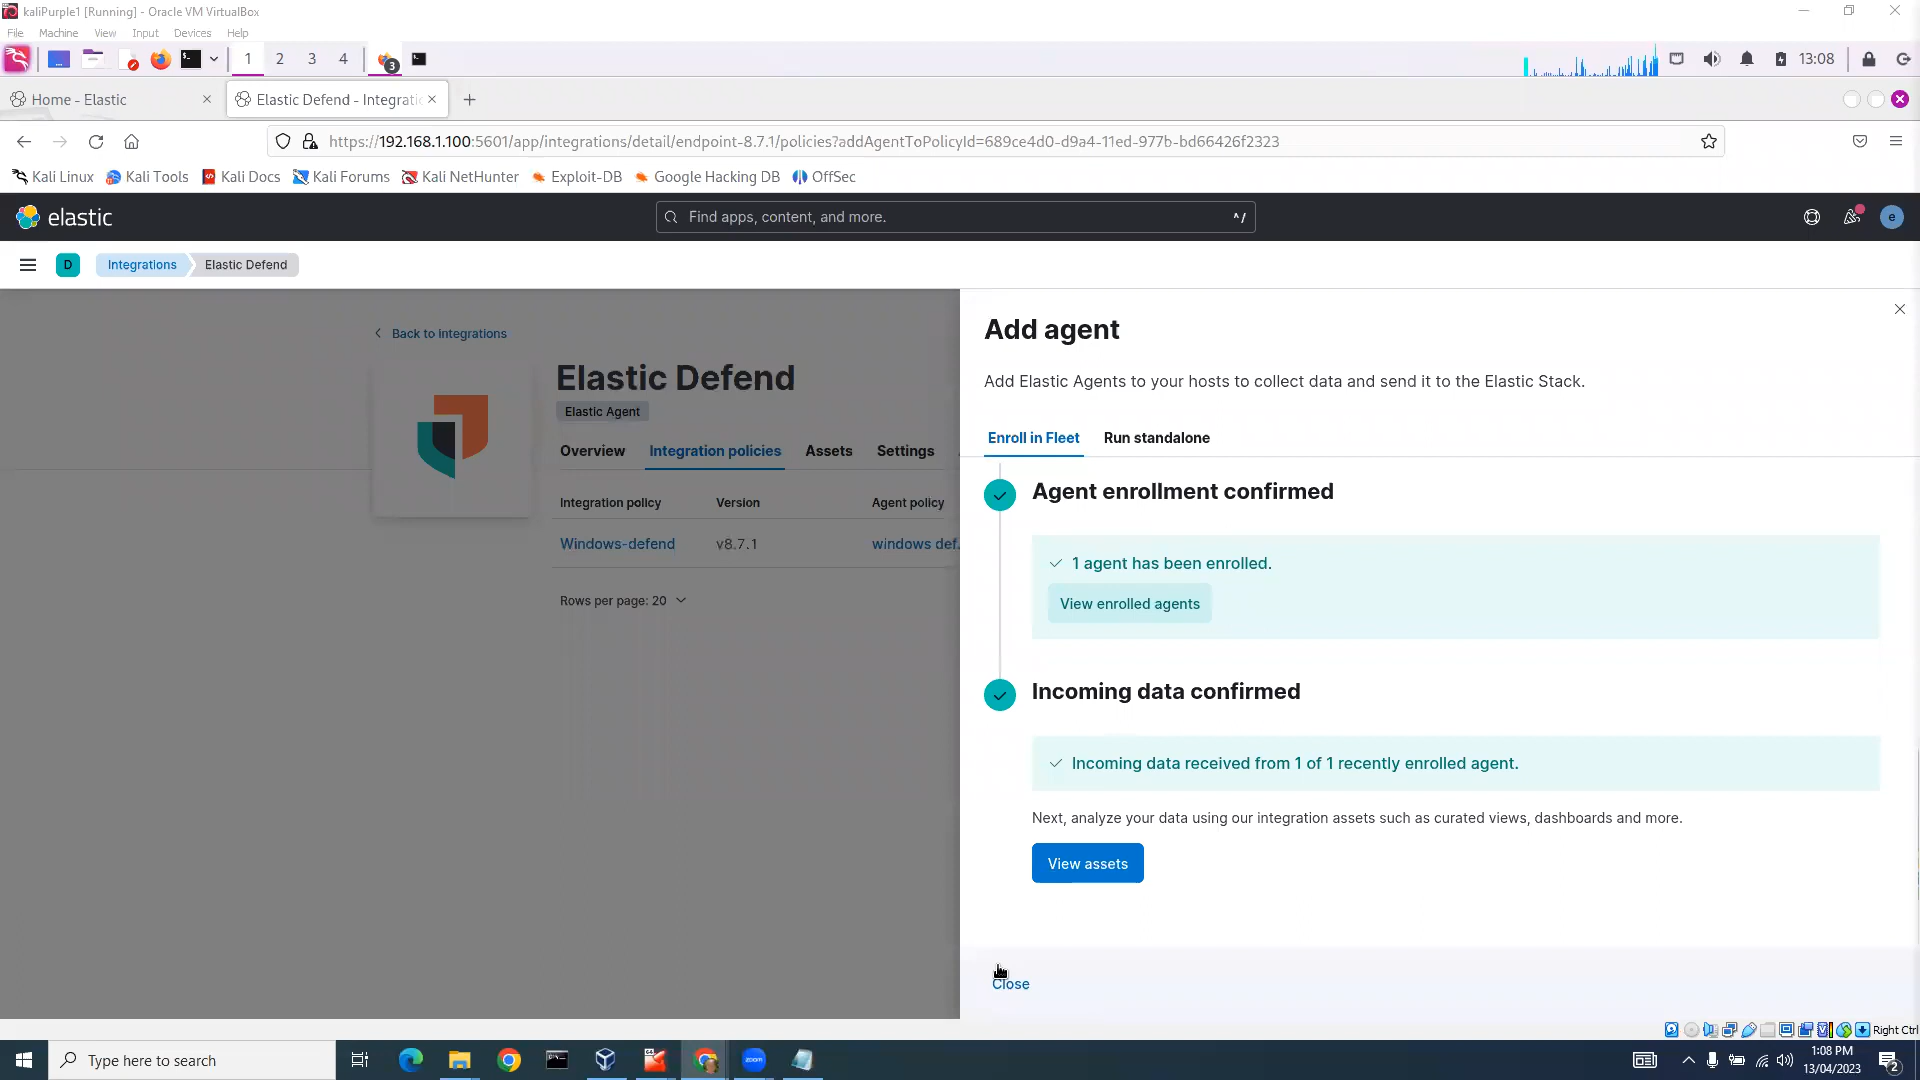 kaliPurple1 [Running] - Oracle VM VirtualBox
File Machine View Input Devices Help
1 2 3 4 3 13:08
Home - Elastic Elastic Defend - Integrati
https://192.168.1.100:5601/app/integrations/detail/endpoint-8.7.1/policies?addAgentToPolicyId=689ce4d0-d9a4-11ed-977b-bd66426f2323
Kali Linux Kali Tools Kali Docs Kali Forums Kali NetHunter Exploit-DB Google Hacking DB OffSec
elastic Find apps, content, and more. ^/ e
D Integrations Elastic Defend
Back to integrations
Elastic Defend
Elastic Agent
Overview Integration policies Assets Settings
Integration policy Version Agent policy
Windows-defend v8.7.1 windows def.
Rows per page: 20
Add agent
Add Elastic Agents to your hosts to collect data and send it to the Elastic Stack.
Enroll in Fleet Run standalone
Agent enrollment confirmed
1 agent has been enrolled.
View enrolled agents
Incoming data confirmed
Incoming data received from 1 of 1 recently enrolled agent.
Next, analyze your data using our integration assets such as curated views, dashboards and more.
View assets
Close
Right Ctrl
Type here to search zoom 1:08 PM
13/04/2023 2